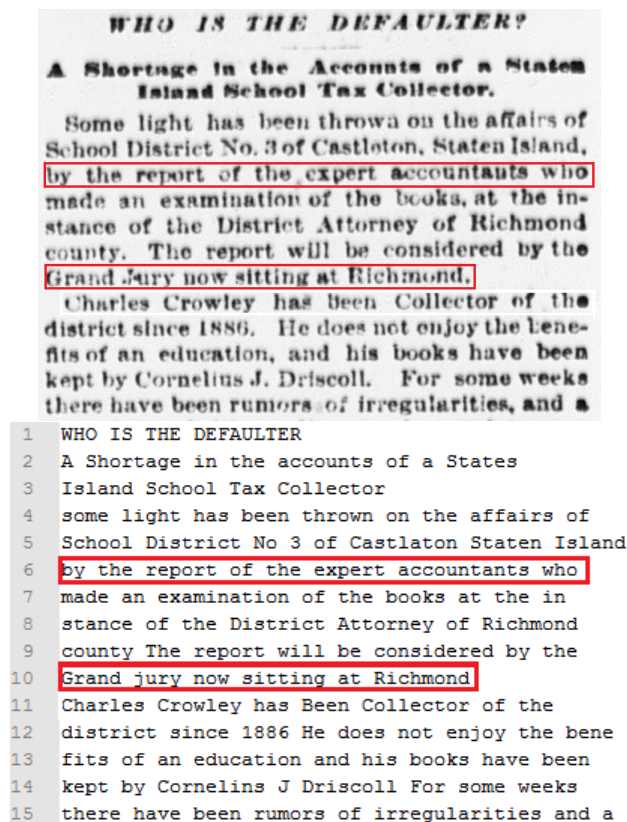 WHO IS THE DEFAULTER?
A Shortage in the Accounts of a Staten
Island School Tax Collector.
Some light has been thrown on the affairs of
School District No. 3 of Castleton, Staten Island,
by the report of the expert accountants who
made an examination of the books, at the in-
stance of the District Attorney of Richmond
county. The report will be considered by the
Grand Jury now sitting at Richmond.
Charles Crowley has been Collector of the
district since 1886. He does not enjoy the bene-
fits of an education, and his books have been
kept by Cornelius J. Driscoll. For some weeks
there have been rumors of irregularities, and a
1 WHO IS THE DEFAULTER
2 A Shortage in the accounts of a States
3 Island School Tax Collector
4 some light has been thrown on the affairs of
5 School District No 3 of Castlaton Staten Island
6 by the report of the expert accountants who
7 made an examination of the books at the in
8 stance of the District Attorney of Richmond
9 county The report will be considered by the
10 Grand jury now sitting at Richmond
11 Charles Crowley has Been Collector of the
12 district since 1886 He does not enjoy the bene
13 fits of an education and his books have been
14 kept by Cornelins J Driscoll For some weeks
15 there have been rumors of irregularities and a